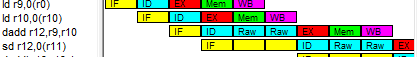 ld r9,0(r0) IF ID EX Mem WB
ld r10,0(r10) IF ID EX Mem WB
dadd r12,r9,r10 IF ID Raw Raw EX Mem WB
sd r12,0(r11) IF ID Raw Raw EX
IF